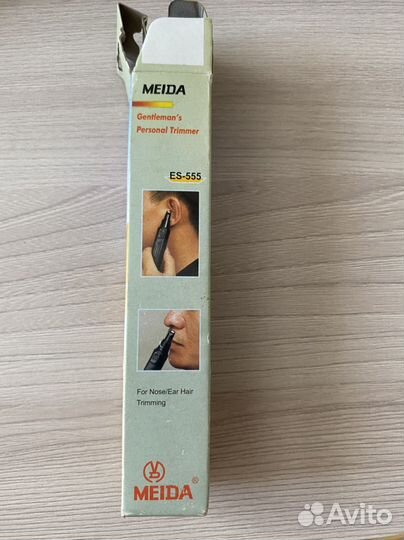 MEIDA
Gentleman's
Personal Trimmer
ES-555
For Nose/Ear Hair
Trimming
MEIDA®
Avito